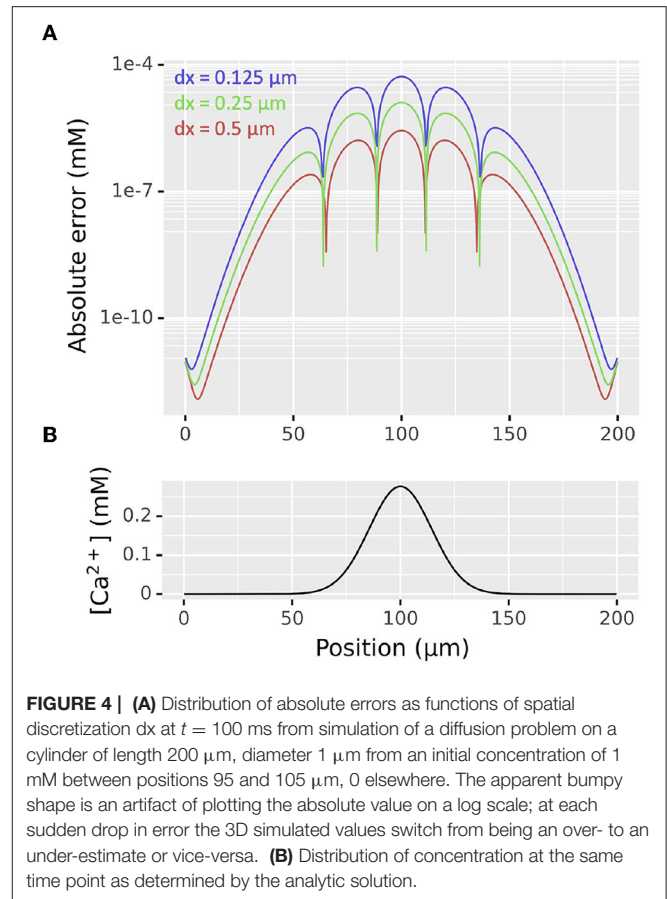 A
1e-4
dx = 0.125 μm
dx = 0.25 μm
dx = 0.5 μm
1e-7
1e-10
Absolute error (mM)
0
50
100
150
200
B
[Ca²⁺] (mM)
0.2
0.1
0
0
50
100
150
200
Position (μm)
FIGURE 4 | (A) Distribution of absolute errors as functions of spatial
discretization dx at t = 100 ms from simulation of a diffusion problem on a
cylinder of length 200 μm, diameter 1 μm from an initial concentration of 1
mM between positions 95 and 105 μm, 0 elsewhere. The apparent bumpy
shape is an artifact of plotting the absolute value on a log scale; at each
sudden drop in error the 3D simulated values switch from being an over- to an
under-estimate or vice-versa. (B) Distribution of concentration at the same
time point as determined by the analytic solution.